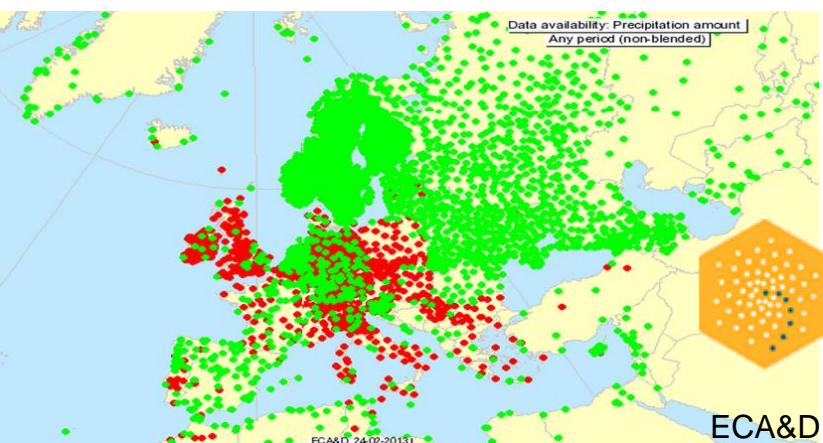 Data availability: Precipitation amount
Any period (non-blended)
ECA&D
ECA&D 24-02-2013